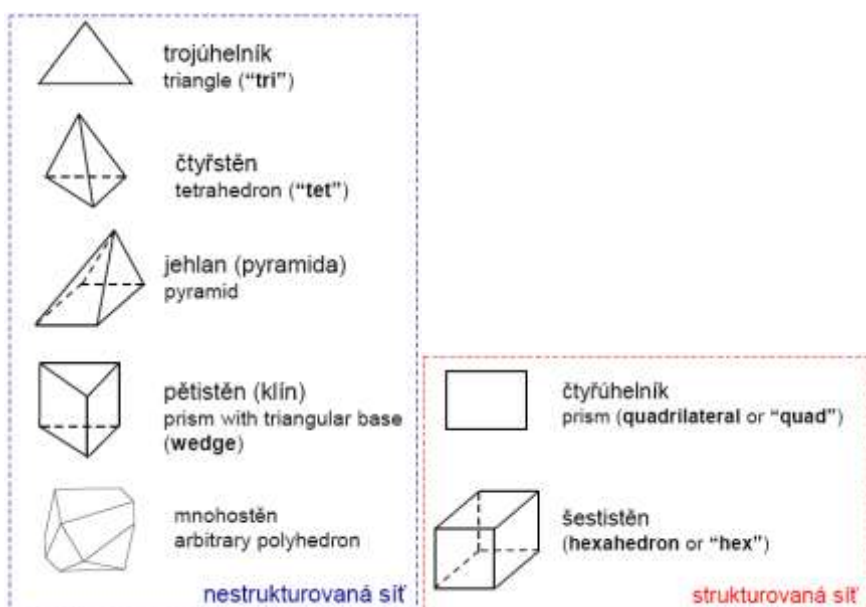 trojúhelník
triangle (“tri”)
čtyřstěn
tetrahedron (“tet”)
jehlan (pyramida)
pyramid
pětistěn (klín)
prism with triangular base
(wedge)
mnohostěn
arbitrary polyhedron
nestrukturovaná síť
čtyřúhelník
prism (quadrilateral or “quad”)
šestistěn
(hexahedron or “hex”)
strukturovaná síť